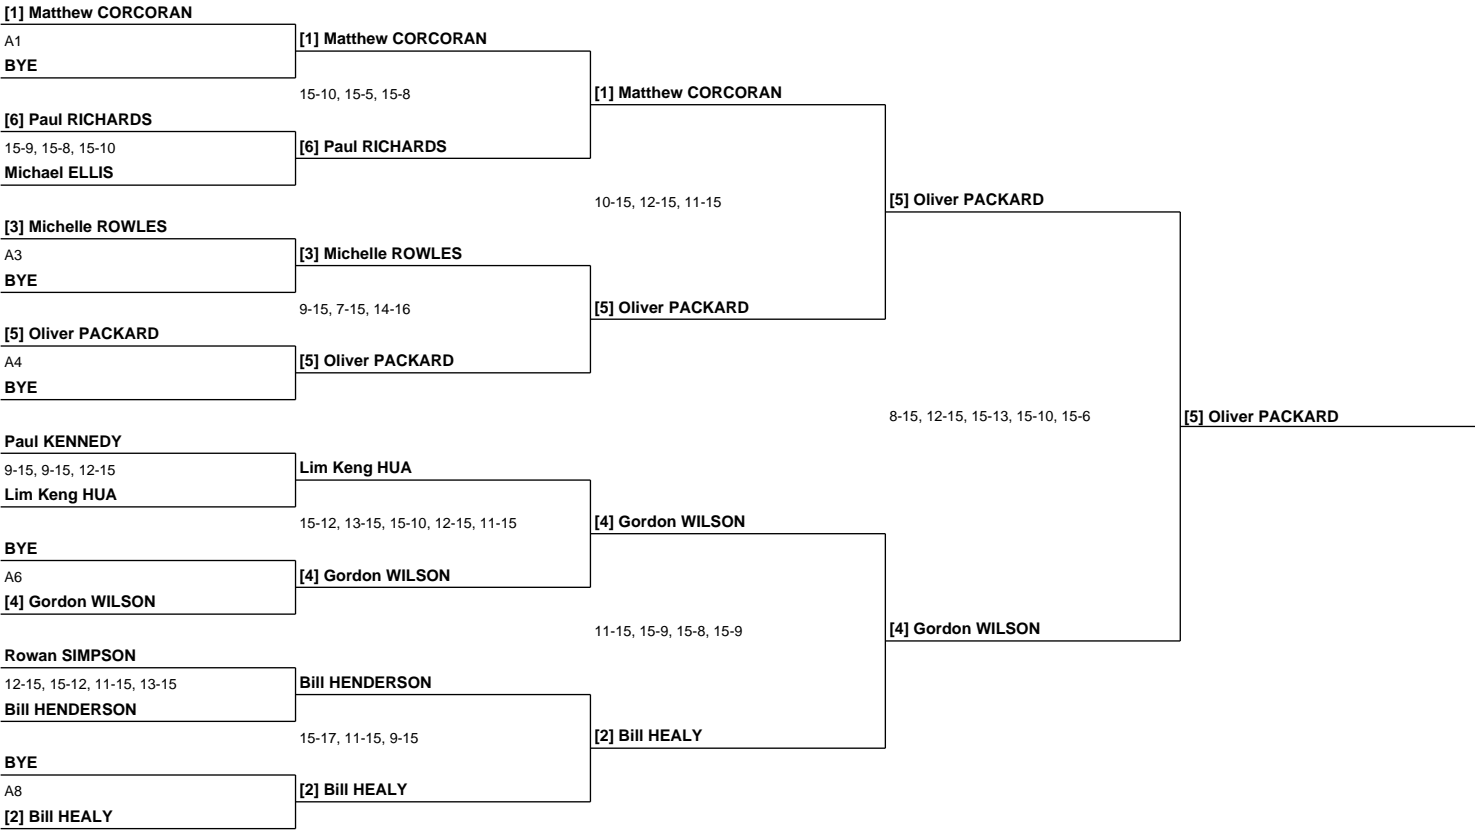 [1] Matthew CORCORAN
A1
BYE
[6] Paul RICHARDS
15-9, 15-8, 15-10
Michael ELLIS
[3] Michelle ROWLES
A3
BYE
[5] Oliver PACKARD
A4
BYE
Paul KENNEDY
9-15, 9-15, 12-15
Lim Keng HUA
BYE
A6
[4] Gordon WILSON
Rowan SIMPSON
12-15, 15-12, 11-15, 13-15
Bill HENDERSON
BYE
A8
[2] Bill HEALY
[1] Matthew CORCORAN
15-10, 15-5, 15-8
[6] Paul RICHARDS
[3] Michelle ROWLES
9-15, 7-15, 14-16
[5] Oliver PACKARD
Lim Keng HUA
15-12, 13-15, 15-10, 12-15, 11-15
[4] Gordon WILSON
Bill HENDERSON
15-17, 11-15, 9-15
[2] Bill HEALY
[1] Matthew CORCORAN
10-15, 12-15, 11-15
[5] Oliver PACKARD
[4] Gordon WILSON
11-15, 15-9, 15-8, 15-9
[2] Bill HEALY
[5] Oliver PACKARD
8-15, 12-15, 15-13, 15-10, 15-6
[4] Gordon WILSON
[5] Oliver PACKARD